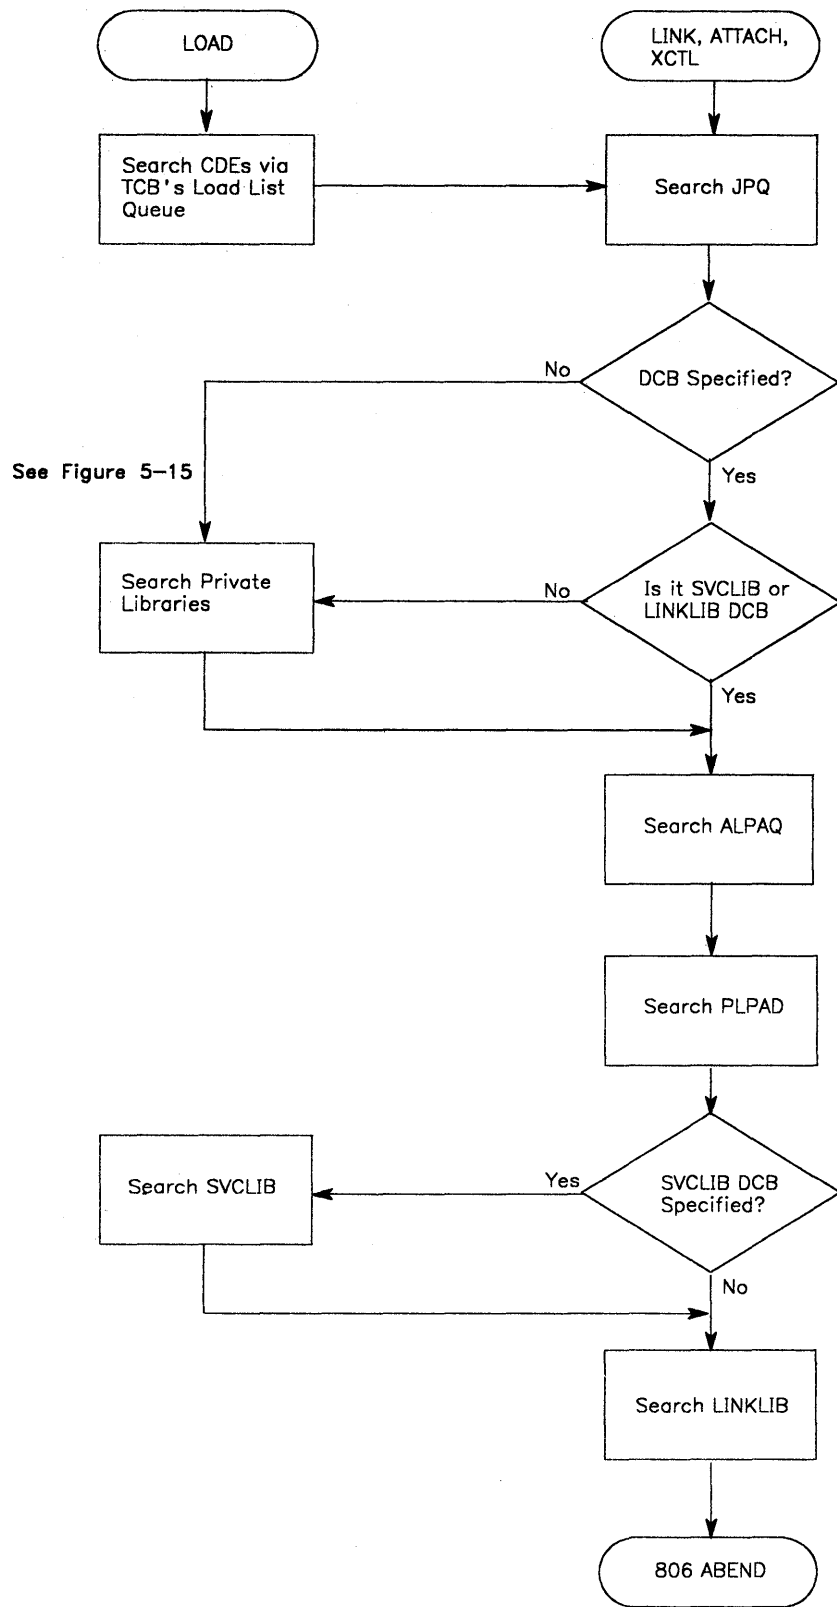 LOAD
LINK, ATTACH,
XCTL
Search CDEs via
TCB's Load List
Queue
Search JPQ
No
DCB Specified?
See Figure 5-15
Yes
Search Private
Libraries
No
Is it SVCLIB or
LINKLIB DCB
Yes
Search ALPAQ
Search PLPAD
Search SVCLIB
Yes
SVCLIB DCB
Specified?
No
Search LINKLIB
806 ABEND